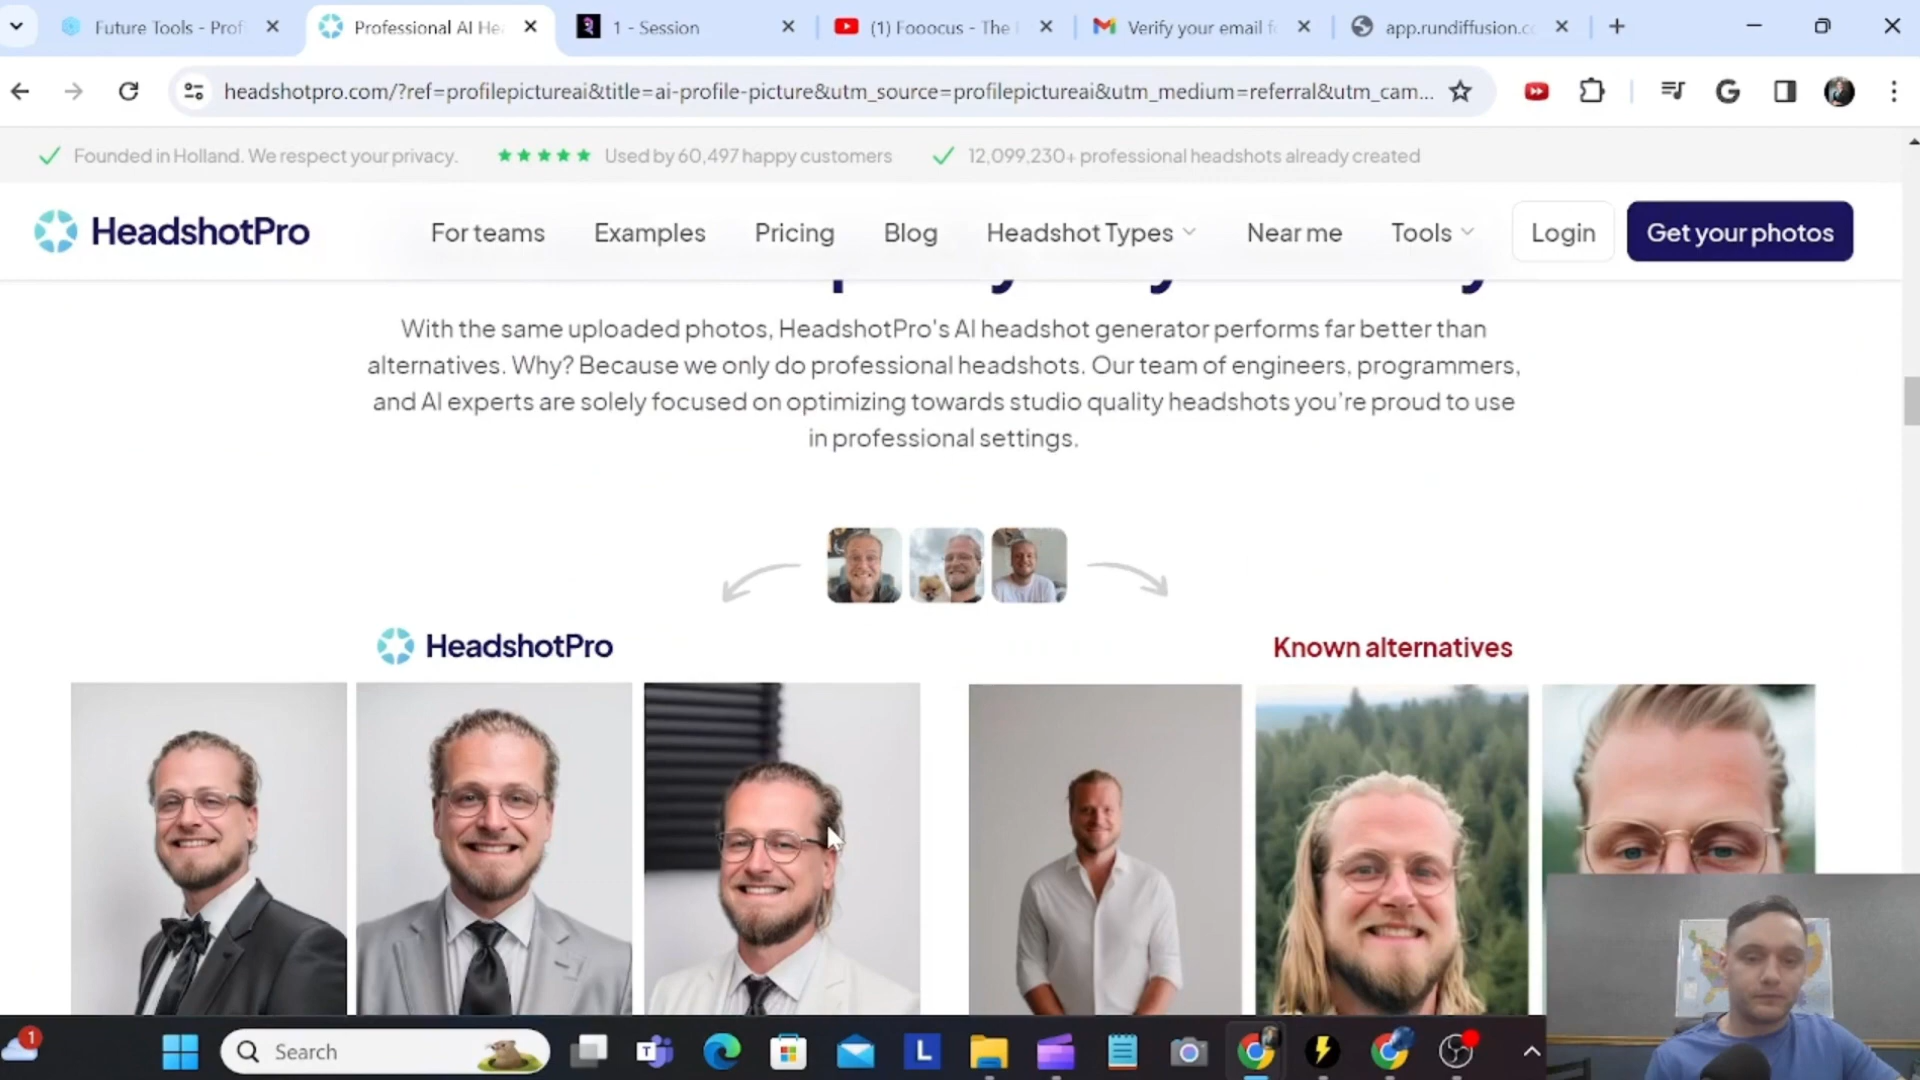 Future Tools - Prof
Professional AI He
1 - Session
(1) Fooocus - The
Verify your email f
app.rundiffusion.c
headshotpro.com/?ref=profilepictureai&title=ai-profile-picture&utm_source=profilepictureai&utm_medium=referral&utm_cam...
Founded in Holland. We respect your privacy.
Used by 60,497 happy customers
12,099,230+ professional headshots already created
HeadshotPro
For teams
Examples
Pricing
Blog
Headshot Types
Near me
Tools
Login
Get your photos
With the same uploaded photos, HeadshotPro's AI headshot generator performs far better than
alternatives. Why? Because we only do professional headshots. Our team of engineers, programmers,
and AI experts are solely focused on optimizing towards studio quality headshots you're proud to use
in professional settings.
HeadshotPro
Known alternatives
1
Search
T
L